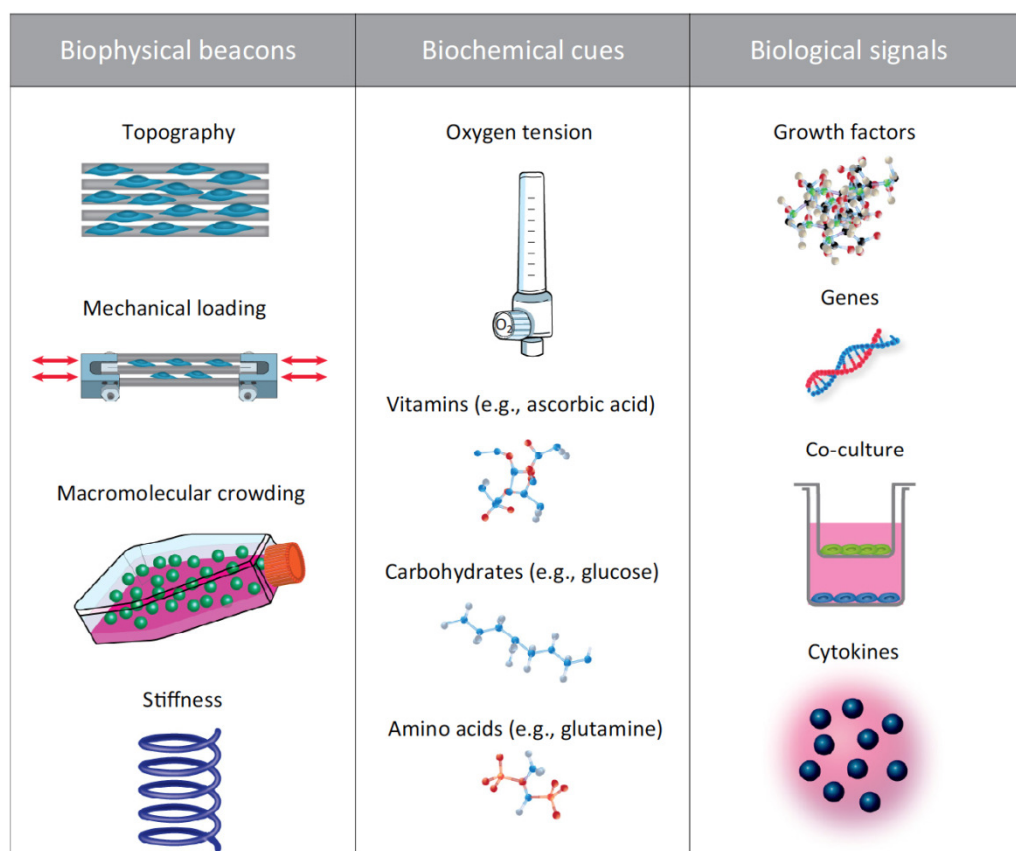 Biophysical beacons
Biochemical cues
Biological signals
Topography
Mechanical loading
Macromolecular crowding
Stiffness
Oxygen tension
O2
Vitamins (e.g., ascorbic acid)
Carbohydrates (e.g., glucose)
Amino acids (e.g., glutamine)
Growth factors
Genes
Co-culture
Cytokines